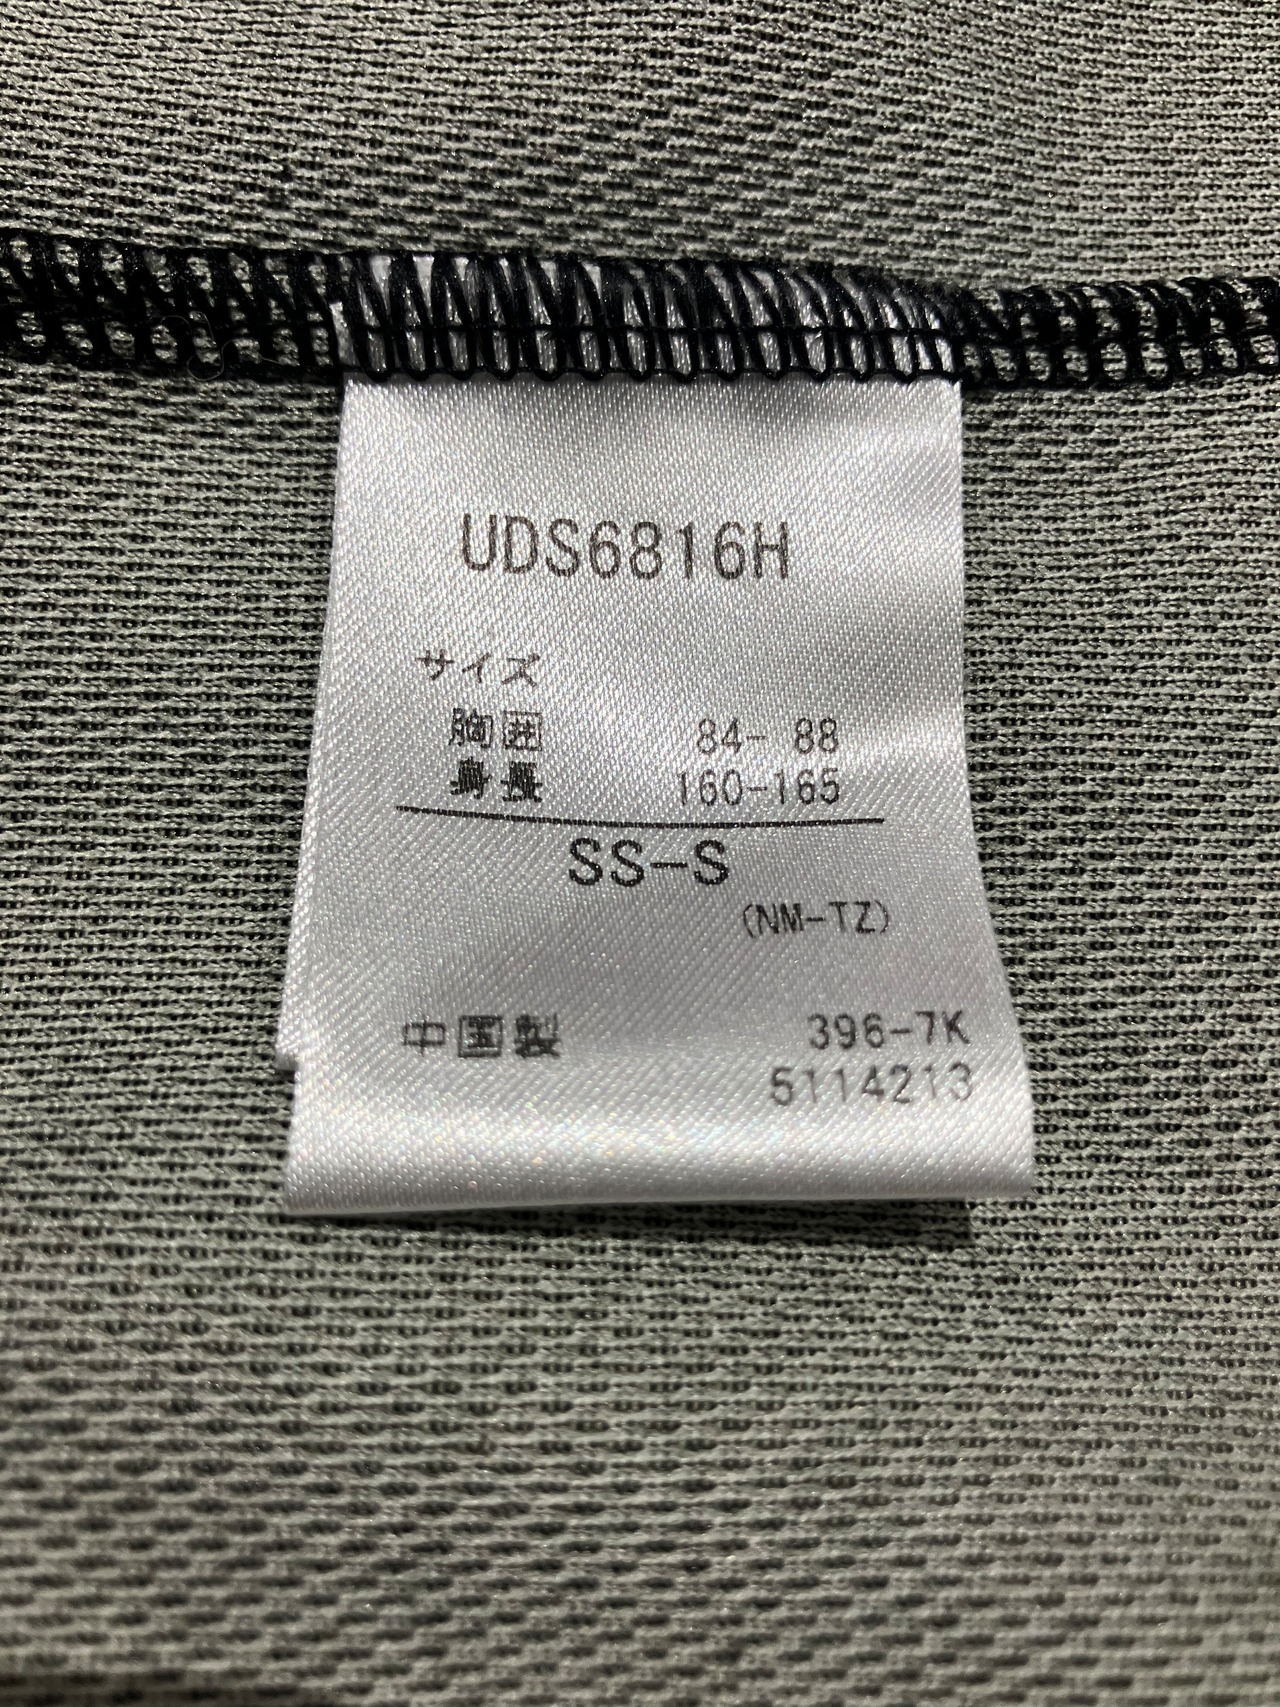 UDS6816H
サイズ
胸囲 84- 88
身長 160-165
SS-S
(NM-TZ)
中国製 396-7K
5114213